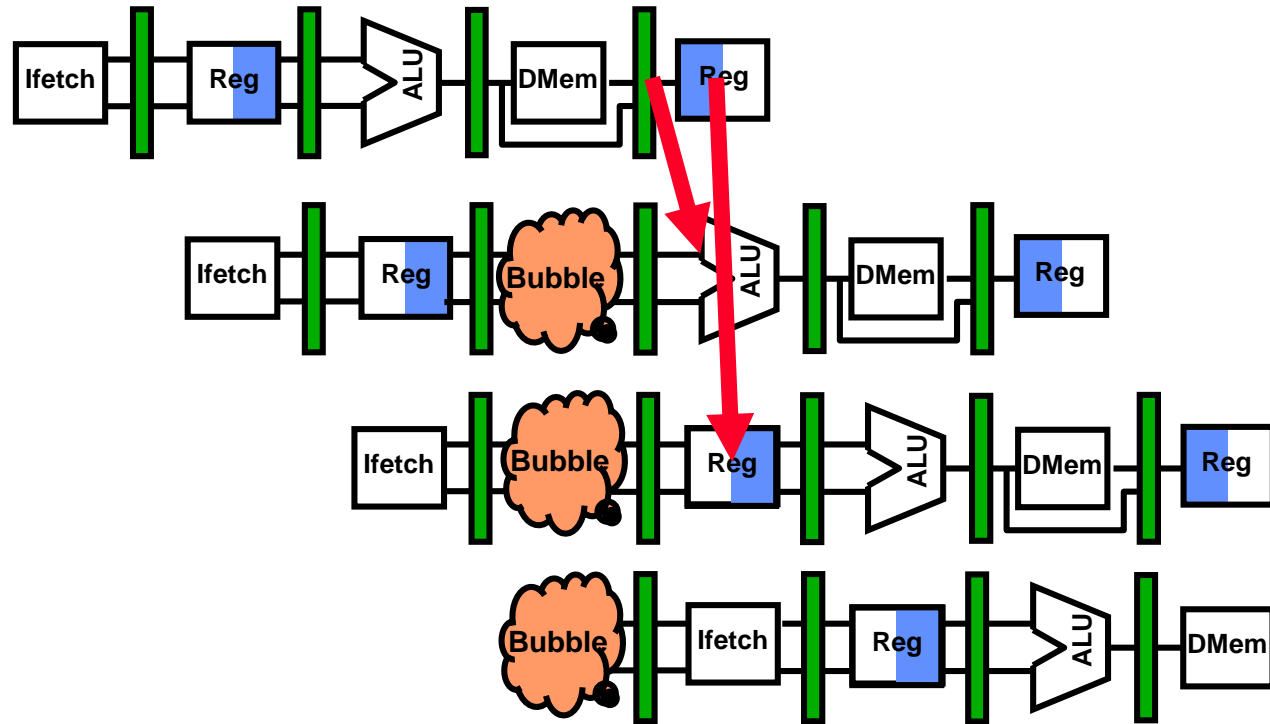 Ifetch Reg ALU DMem Reg
Ifetch Reg Bubble ALU DMem Reg
Ifetch Bubble Reg ALU DMem Reg
Bubble Ifetch Reg ALU DMem